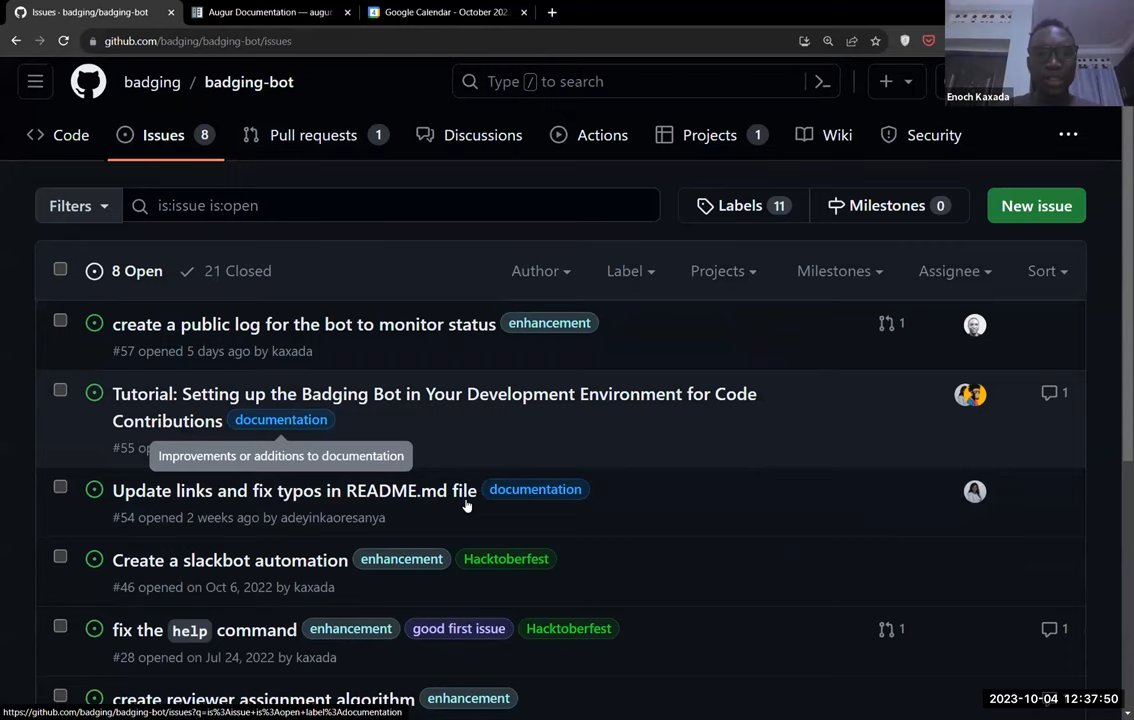 Issues · badging/badging-bot
Augur Documentation — augur
Google Calendar - October 202
github.com/badging/badging-bot/issues
Enoch Kaxada
badging / badging-bot
Type / to search
Code
Issues 8
Pull requests 1
Discussions
Actions
Projects 1
Wiki
Security
Filters
is:issue is:open
Labels 11
Milestones 0
New issue
8 Open
21 Closed
Author
Label
Projects
Milestones
Assignee
Sort
create a public log for the bot to monitor status enhancement
1
#57 opened 5 days ago by kaxada
Tutorial: Setting up the Badging Bot in Your Development Environment for Code
1
Contributions documentation
#55 op
Improvements or additions to documentation
Update links and fix typos in README.md file documentation
#54 opened 2 weeks ago by adeyinkaoresanya
Create a slackbot automation enhancement Hacktoberfest
#46 opened on Oct 6, 2022 by kaxada
fix the help command enhancement good first issue Hacktoberfest
1
1
#28 opened on Jul 24, 2022 by kaxada
create reviewer assignment algorithm enhancement
2023-10-04 12:37:50
https://github.com/badging/badging-bot/issues?q=is%3Aissue+is%3Aopen+label%3Adocumentation